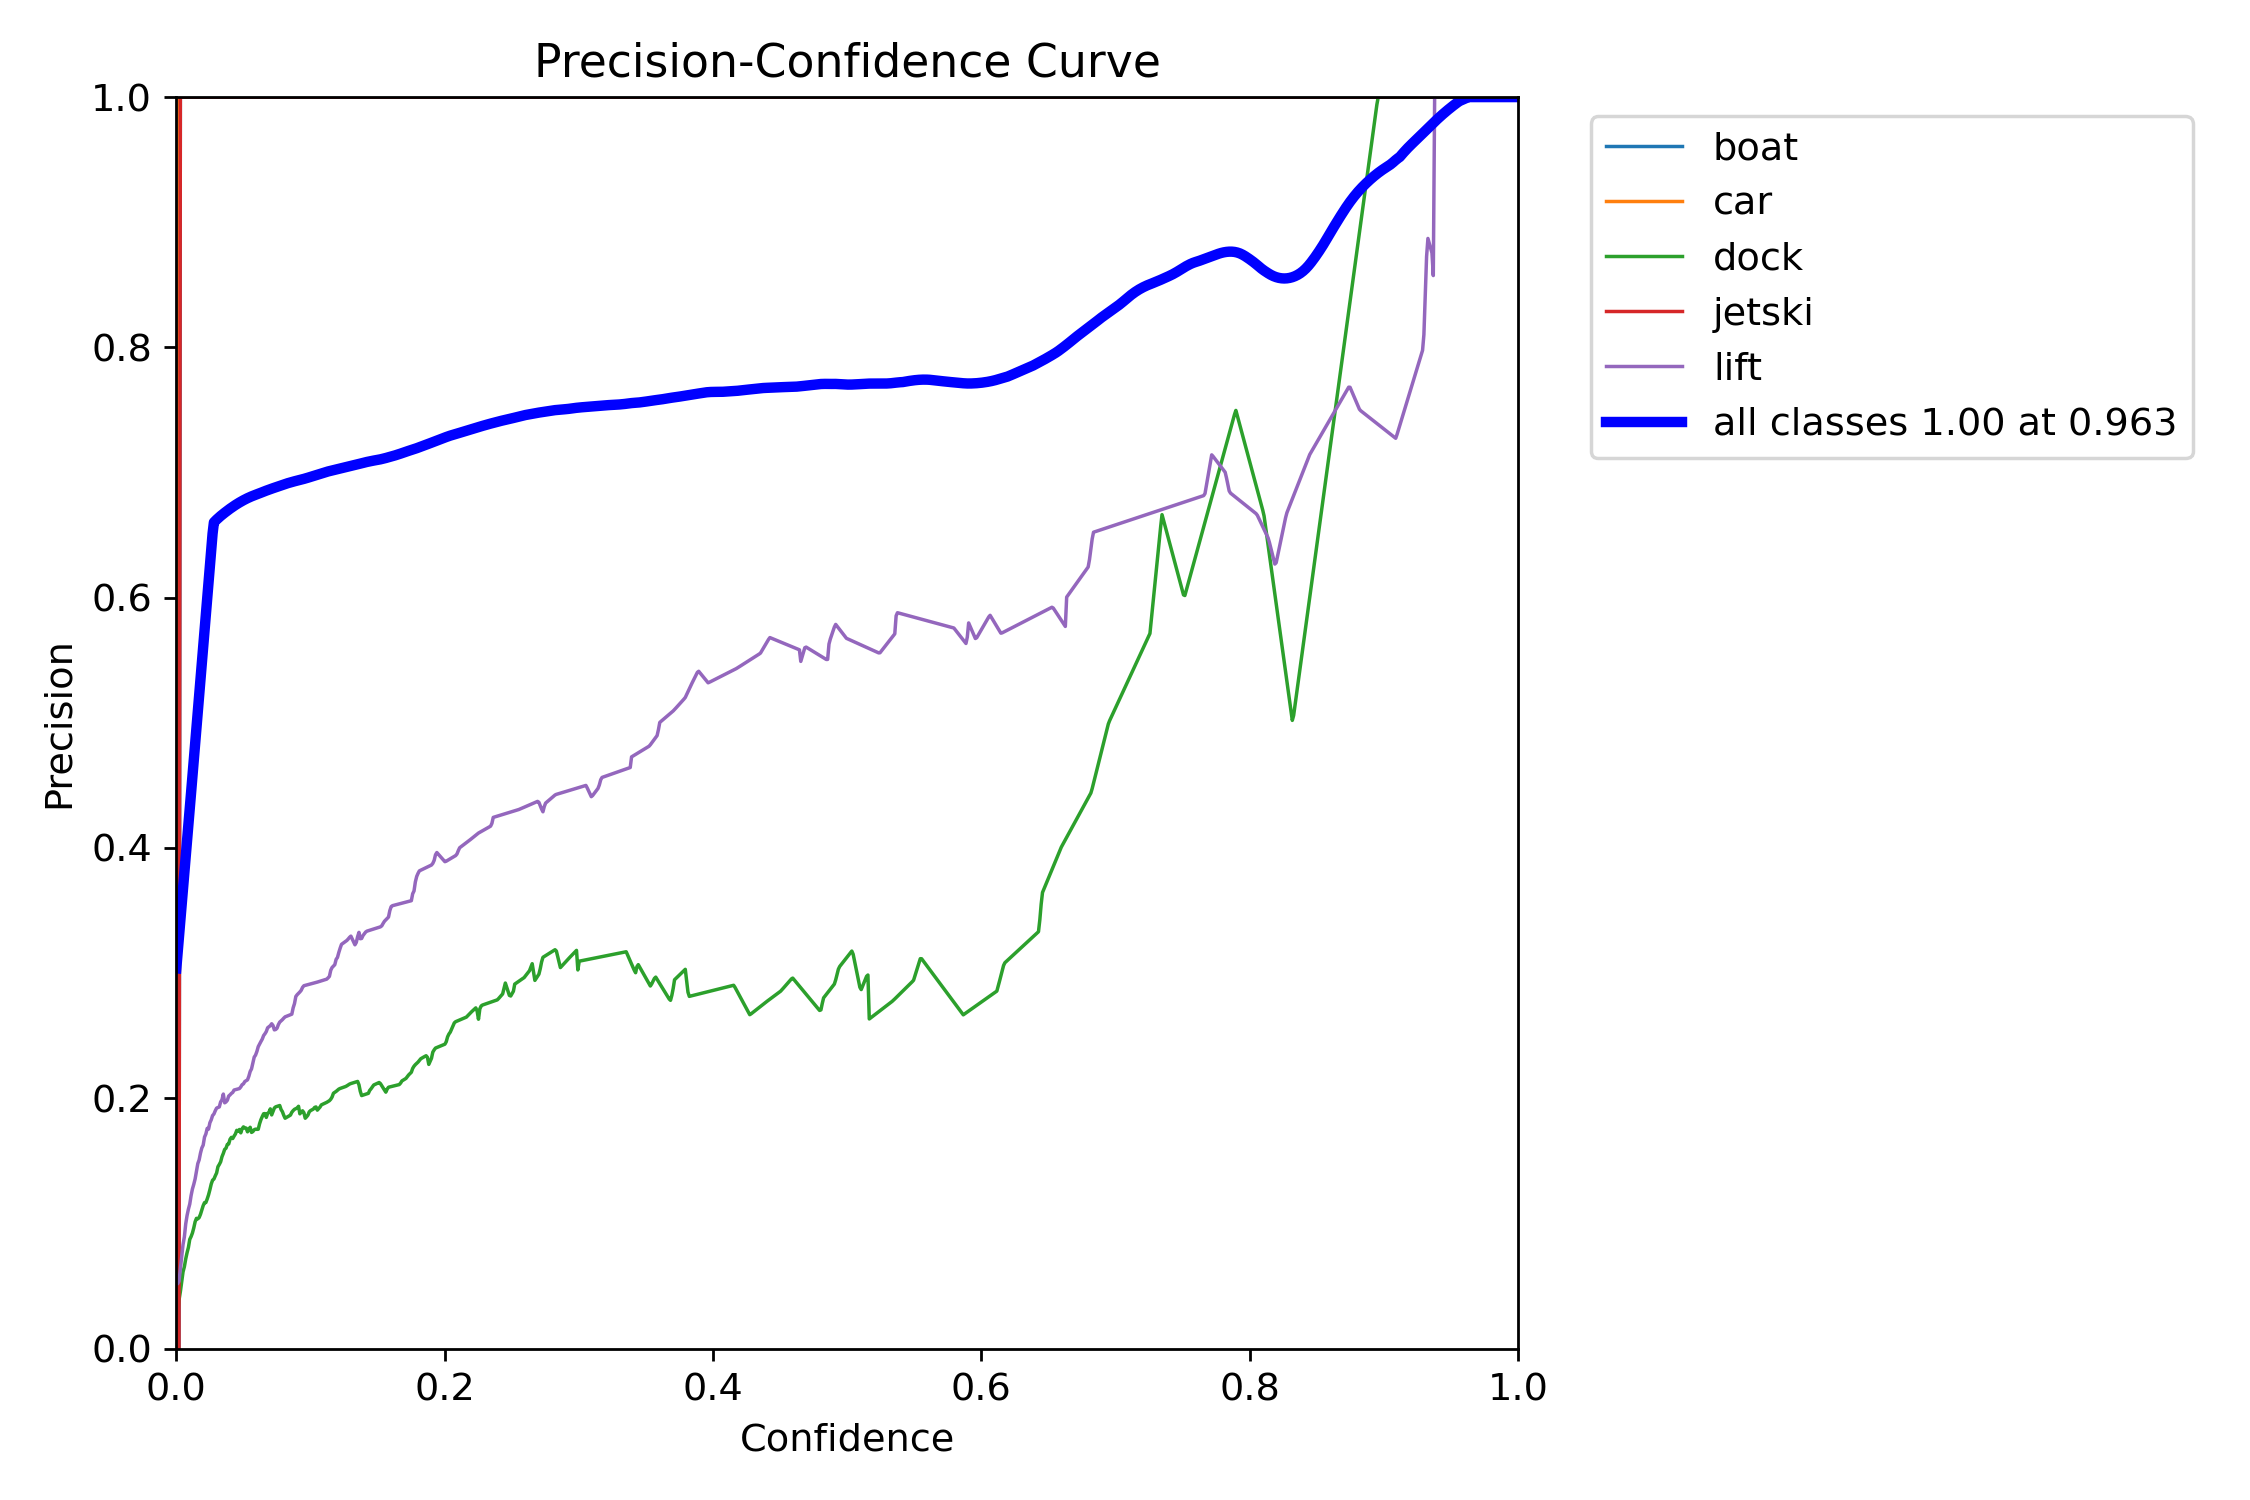 Precision-Confidence Curve
1.0
0.8
0.6
0.4
0.2
0.0
Precision
0.0 0.2 0.4 0.6 0.8 1.0
Confidence
boat
car
dock
jetski
lift
all classes 1.00 at 0.963